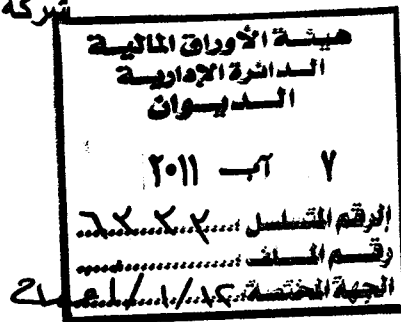 شركة
هيئة الأوراق المالية
الدائرة الإدارية
الديوان
٧ آب ٢٠١١
الرقم المتسلسل :
رقم الملف :
الجهة المختصة :